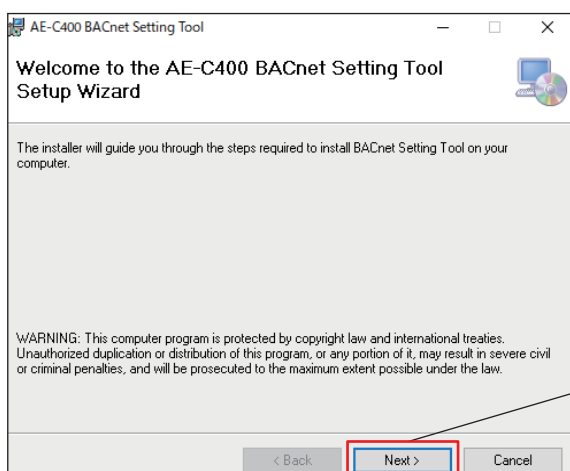 AE-C400 BACnet Setting Tool
Welcome to the AE-C400 BACnet Setting Tool
Setup Wizard
The installer will guide you through the steps required to install BACnet Setting Tool on your
computer.
WARNING: This computer program is protected by copyright law and international treaties.
Unauthorized duplication or distribution of this program, or any portion of it, may result in severe civil
or criminal penalties, and will be prosecuted to the maximum extent possible under the law.
< Back Next > Cancel